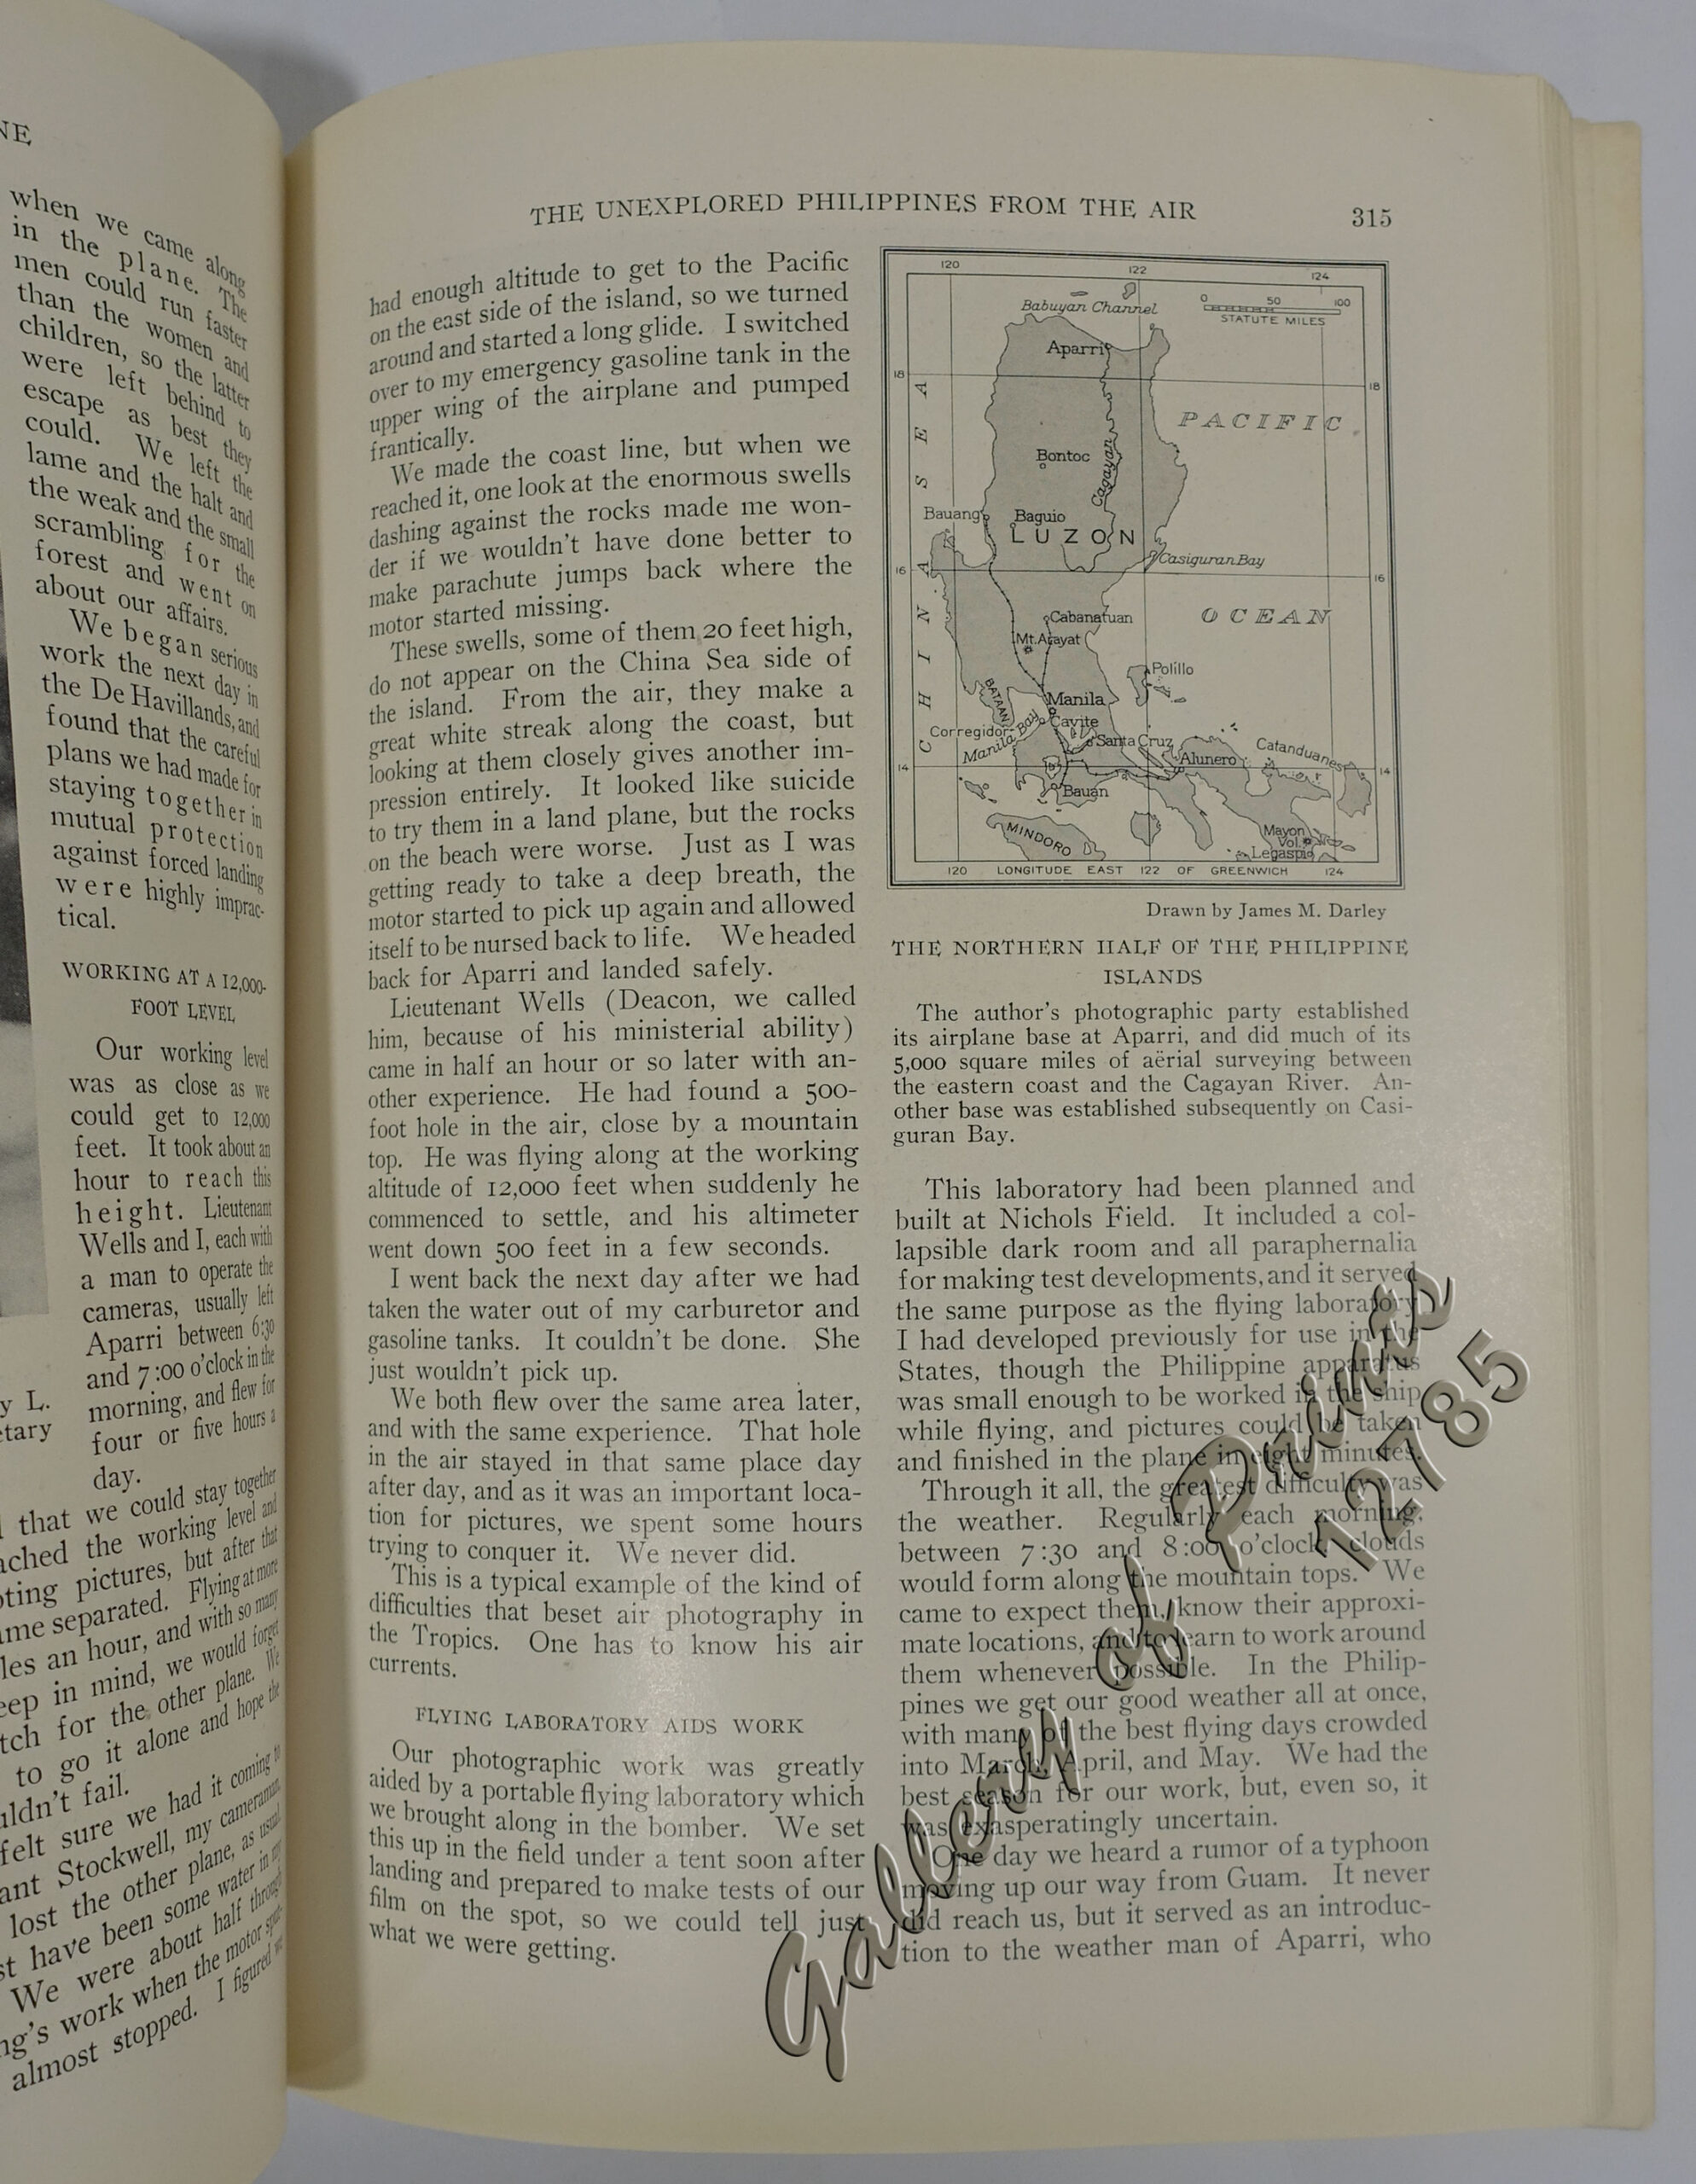 NE
when we came along
in the plane. The
men could run faster
than the women and
children, so the latter
were left behind to
escape as best they
could. We left the
lame and the halt and
the weak and the small
scrambling for the
forest and went on
about our affairs.
We began serious
work the next day in
the De Havillands, and
found that the careful
plans we had made for
staying together in
mutual protection
against forced landing
were highly imprac-
tical.
WORKING AT A 12,000-
FOOT LEVEL
Our working level
was as close as we
could get to 12,000
feet. It took about an
hour to reach this
height. Lieutenant
Wells and I, each with
a man to operate the
cameras, usually left
Aparri between 6:30
and 7:00 o'clock in the
morning, and flew for
four or five hours a
day.
y L.
etary
that we could stay together
ached the working level and
oting pictures, but after that
ame separated. Flying at more
les an hour, and with so many
eep in mind, we would forget
tch for the other plane. We
to go it alone and hope the
uldn't fail.
felt sure we had it coming to
ant Stockwell, my cameraman,
lost the other plane, as usual
st have been some water in my
We were about half through
ng's work when the motor
almost stopped. I figured we
THE UNEXPLORED PHILIPPINES FROM THE AIR 315
had enough altitude to get to the Pacific
on the east side of the island, so we turned
around and started a long glide. I switched
over to my emergency gasoline tank in the
upper wing of the airplane and pumped
frantically.
We made the coast line, but when we
reached it, one look at the enormous swells
dashing against the rocks made me won-
der if we wouldn't have done better to
make parachute jumps back where the
motor started missing.
These swells, some of them 20 feet high,
do not appear on the China Sea side of
the island. From the air, they make a
great white streak along the coast, but
looking at them closely gives another im-
pression entirely. It looked like suicide
to try them in a land plane, but the rocks
on the beach were worse. Just as I was
getting ready to take a deep breath, the
motor started to pick up again and allowed
itself to be nursed back to life. We headed
back for Aparri and landed safely.
Lieutenant Wells (Deacon, we called
him, because of his ministerial ability)
came in half an hour or so later with an-
other experience. He had found a 500-
foot hole in the air, close by a mountain
top. He was flying along at the working
altitude of 12,000 feet when suddenly he
commenced to settle, and his altimeter
went down 500 feet in a few seconds.
I went back the next day after we had
taken the water out of my carburetor and
gasoline tanks. It couldn't be done. She
just wouldn't pick up.
We both flew over the same area later,
and with the same experience. That hole
in the air stayed in that same place day
after day, and as it was an important loca-
tion for pictures, we spent some hours
trying to conquer it. We never did.
This is a typical example of the kind of
difficulties that beset air photography in
the Tropics. One has to know his air
currents.
FLYING LABORATORY AIDS WORK
Our photographic work was greatly
aided by a portable flying laboratory which
we brought along in the bomber. We set
this up in the field under a tent soon after
landing and prepared to make tests of our
film on the spot, so we could tell just
what we were getting.
120 122 124
Babuyan Channel
0 50 100
STATUTE MILES
Aparri
18 18
PACIFIC
Bontoc
Cagayan
Bauang
Baguio
LUZON
Casiguran Bay
16 16
CHINA SEA
OCEAN
Cabanatuan
Mt. Arayat
Polillo
BATAAN
Manila
Corregidor
Manila Bay
Cavite
Santa Cruz
Catanduanes
Alunero
14 14
Bauan
MINDORO
Mayon
Vol.
Legaspi
120 LONGITUDE EAST 122 OF GREENWICH 124
Drawn by James M. Darley
THE NORTHERN HALF OF THE PHILIPPINE
ISLANDS
The author's photographic party established
its airplane base at Aparri, and did much of its
5,000 square miles of aërial surveying between
the eastern coast and the Cagayan River. An-
other base was established subsequently on Casi-
guran Bay.
This laboratory had been planned and
built at Nichols Field. It included a col-
lapsible dark room and all paraphernalia
for making test developments, and it served
the same purpose as the flying laboratory
I had developed previously for use in the
States, though the Philippine apparatus
was small enough to be worked in the ship
while flying, and pictures could be taken
and finished in the plane in eight minutes.
Through it all, the greatest difficulty was
the weather. Regularly each morning,
between 7:30 and 8:00 o'clock, clouds
would form along the mountain tops. We
came to expect them, know their approxi-
mate locations, and to learn to work around
them whenever possible. In the Philip-
pines we get our good weather all at once,
with many of the best flying days crowded
into March, April, and May. We had the
best season for our work, but, even so, it
was exasperatingly uncertain.
One day we heard a rumor of a typhoon
moving up our way from Guam. It never
did reach us, but it served as an introduc-
tion to the weather man of Aparri, who
Gallery of Prints
12785